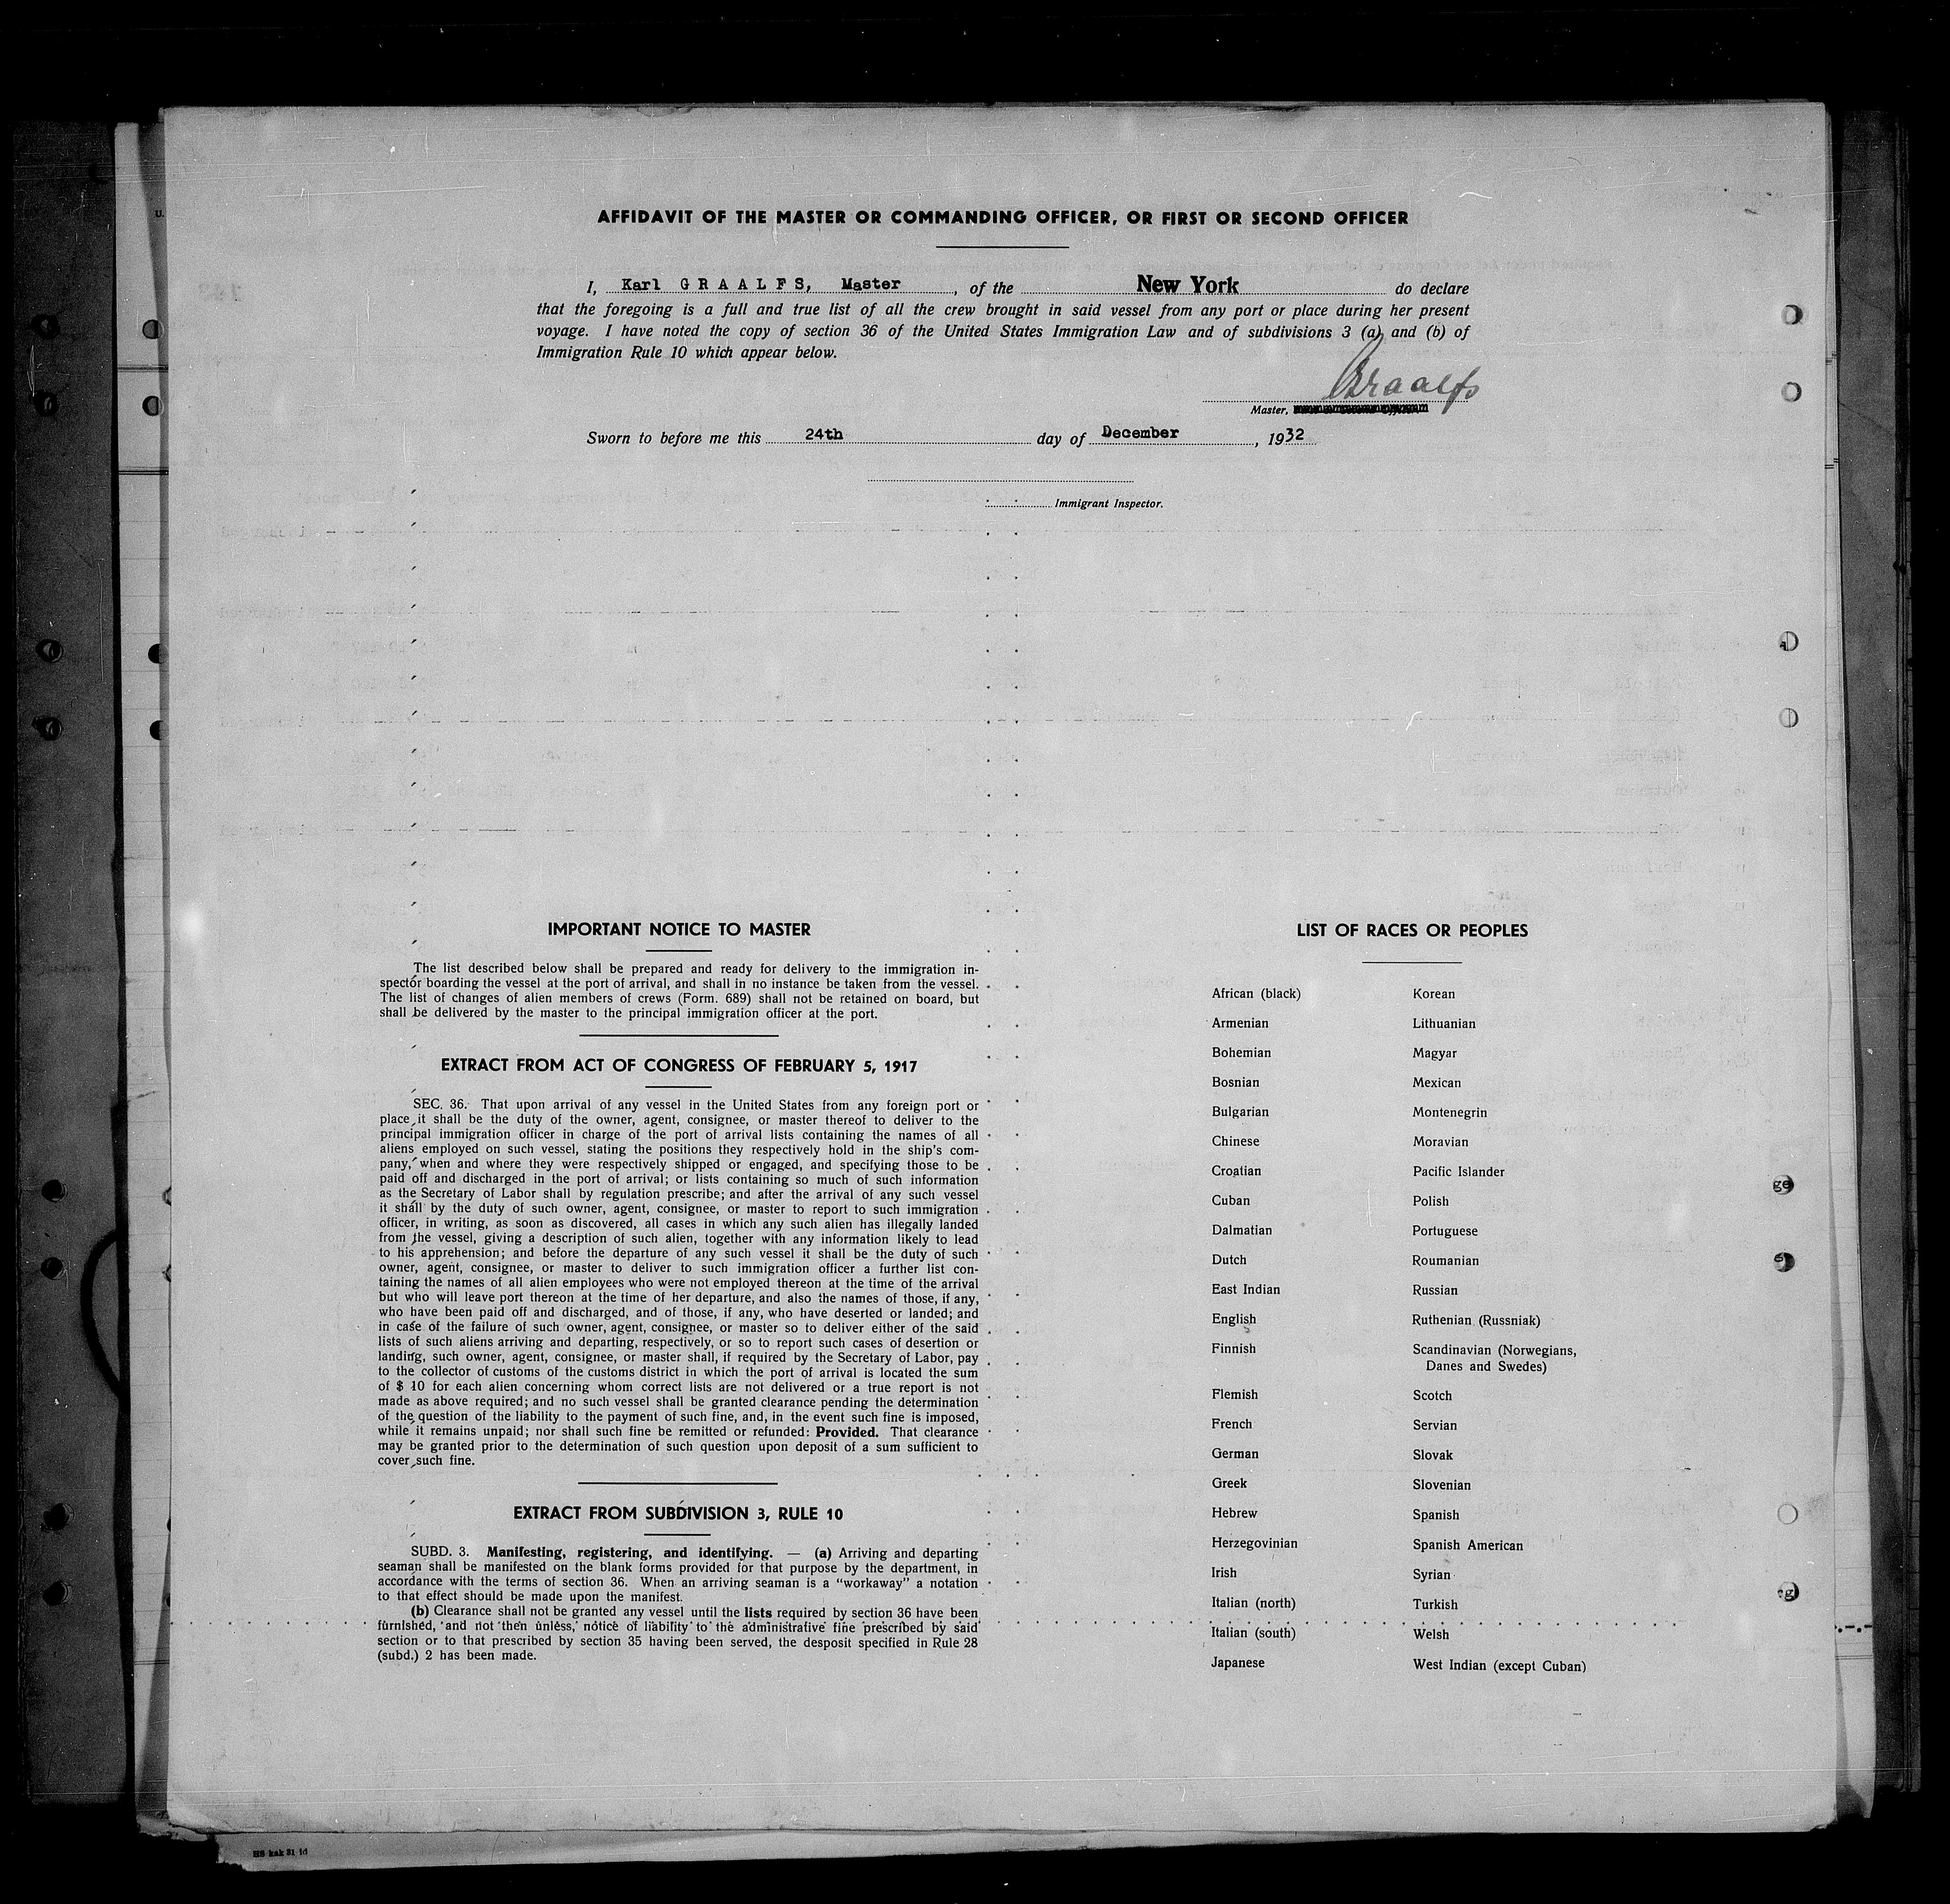 AFFIDAVIT OF THE MASTER OR COMMANDING OFFICER, OR FIRST OR SECOND OFFICER
I, Karl GRAALFS, Master, of the New York do declare
that the foregoing is a full and true list of all the crew brought in said vessel from any port or place during her present
voyage. I have noted the copy of section 36 of the United States Immigration Law and of subdivisions 3 (a) and (b) of
Immigration Rule 10 which appear below.
Graalfs
Master,
Sworn to before me this 24th day of December, 1932
Immigrant Inspector.
IMPORTANT NOTICE TO MASTER
The list described below shall be prepared and ready for delivery to the immigration in-
spector boarding the vessel at the port of arrival, and shall in no instance be taken from the vessel.
The list of changes of alien members of crews (Form. 689) shall not be retained on board, but
shall be delivered by the master to the principal immigration officer at the port.
EXTRACT FROM ACT OF CONGRESS OF FEBRUARY 5, 1917
SEC. 36. That upon arrival of any vessel in the United States from any foreign port or
place it shall be the duty of the owner, agent, consignee, or master thereof to deliver to the
principal immigration officer in charge of the port of arrival lists containing the names of all
aliens employed on such vessel, stating the positions they respectively hold in the ship's com-
pany, when and where they were respectively shipped or engaged, and specifying those to be
paid off and discharged in the port of arrival; or lists containing so much of such information
as the Secretary of Labor shall by regulation prescribe; and after the arrival of any such vessel
it shall by the duty of such owner, agent, consignee, or master to report to such immigration
officer, in writing, as soon as discovered, all cases in which any such alien has illegally landed
from the vessel, giving a description of such alien, together with any information likely to lead
to his apprehension; and before the departure of any such vessel it shall be the duty of such
owner, agent, consignee, or master to deliver to such immigration officer a further list con-
taining the names of all alien employees who were not employed thereon at the time of the arrival
but who will leave port thereon at the time of her departure, and also the names of those, if any,
who have been paid off and discharged, and of those, if any, who have deserted or landed; and
in case of the failure of such owner, agent, consignee, or master so to deliver either of the said
lists of such aliens arriving and departing, respectively, or so to report such cases of desertion or
landing, such owner, agent, consignee, or master shall, if required by the Secretary of Labor, pay
to the collector of customs of the customs district in which the port of arrival is located the sum
of $ 10 for each alien concerning whom correct lists are not delivered or a true report is not
made as above required; and no such vessel shall be granted clearance pending the determination
of the question of the liability to the payment of such fine, and, in the event such fine is imposed,
while it remains unpaid; nor shall such fine be remitted or refunded: Provided. That clearance
may be granted prior to the determination of such question upon deposit of a sum sufficient to
cover such fine.
EXTRACT FROM SUBDIVISION 3, RULE 10
SUBD. 3. Manifesting, registering, and identifying. — (a) Arriving and departing
seaman shall be manifested on the blank forms provided for that purpose by the department, in
accordance with the terms of section 36. When an arriving seaman is a "workaway" a notation
to that effect should be made upon the manifest.
(b) Clearance shall not be granted any vessel until the lists required by section 36 have been
furnished, and not then unless, notice of liability to the administrative fine prescribed by said
section or to that prescribed by section 35 having been served, the desposit specified in Rule 28
(subd.) 2 has been made.
LIST OF RACES OR PEOPLES
African (black)
Armenian
Bohemian
Bosnian
Bulgarian
Chinese
Croatian
Cuban
Dalmatian
Dutch
East Indian
English
Finnish
Flemish
French
German
Greek
Hebrew
Herzegovinian
Irish
Italian (north)
Italian (south)
Japanese
Korean
Lithuanian
Magyar
Mexican
Montenegrin
Moravian
Pacific Islander
Polish
Portuguese
Roumanian
Russian
Ruthenian (Russniak)
Scandinavian (Norwegians,
Danes and Swedes)
Scotch
Servian
Slovak
Slovenian
Spanish
Spanish American
Syrian
Turkish
Welsh
West Indian (except Cuban)